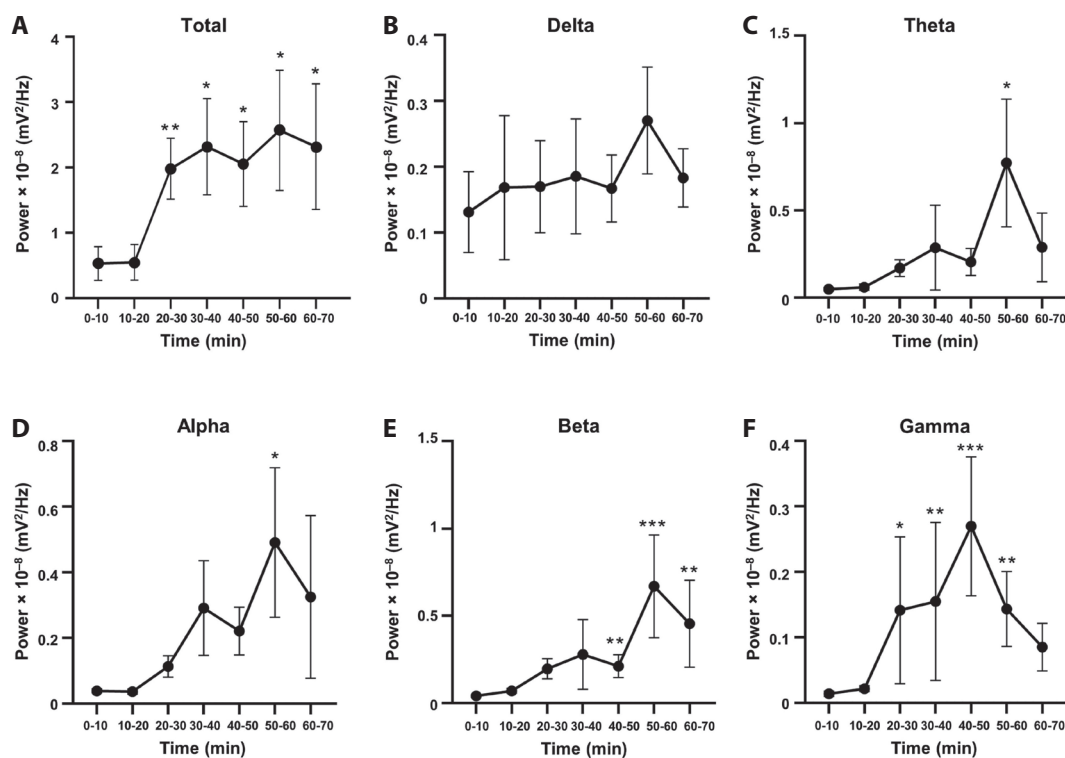 A Total
Power × 10⁻⁸ (mV²/Hz)
4
3
2
1
0
** * * * *
0-10 10-20 20-30 30-40 40-50 50-60 60-70
Time (min)
B Delta
Power × 10⁻⁸ (mV²/Hz)
0.4
0.3
0.2
0.1
0
0-10 10-20 20-30 30-40 40-50 50-60 60-70
Time (min)
C Theta
Power × 10⁻⁸ (mV²/Hz)
1.5
1
0.5
0
*
0-10 10-20 20-30 30-40 40-50 50-60 60-70
Time (min)
D Alpha
Power × 10⁻⁸ (mV²/Hz)
0.8
0.6
0.4
0.2
0
*
0-10 10-20 20-30 30-40 40-50 50-60 60-70
Time (min)
E Beta
Power × 10⁻⁸ (mV²/Hz)
1.5
1
0.5
0
** *** **
0-10 10-20 20-30 30-40 40-50 50-60 60-70
Time (min)
F Gamma
Power × 10⁻⁸ (mV²/Hz)
0.4
0.3
0.2
0.1
0
* ** *** **
0-10 10-20 20-30 30-40 40-50 50-60 60-70
Time (min)